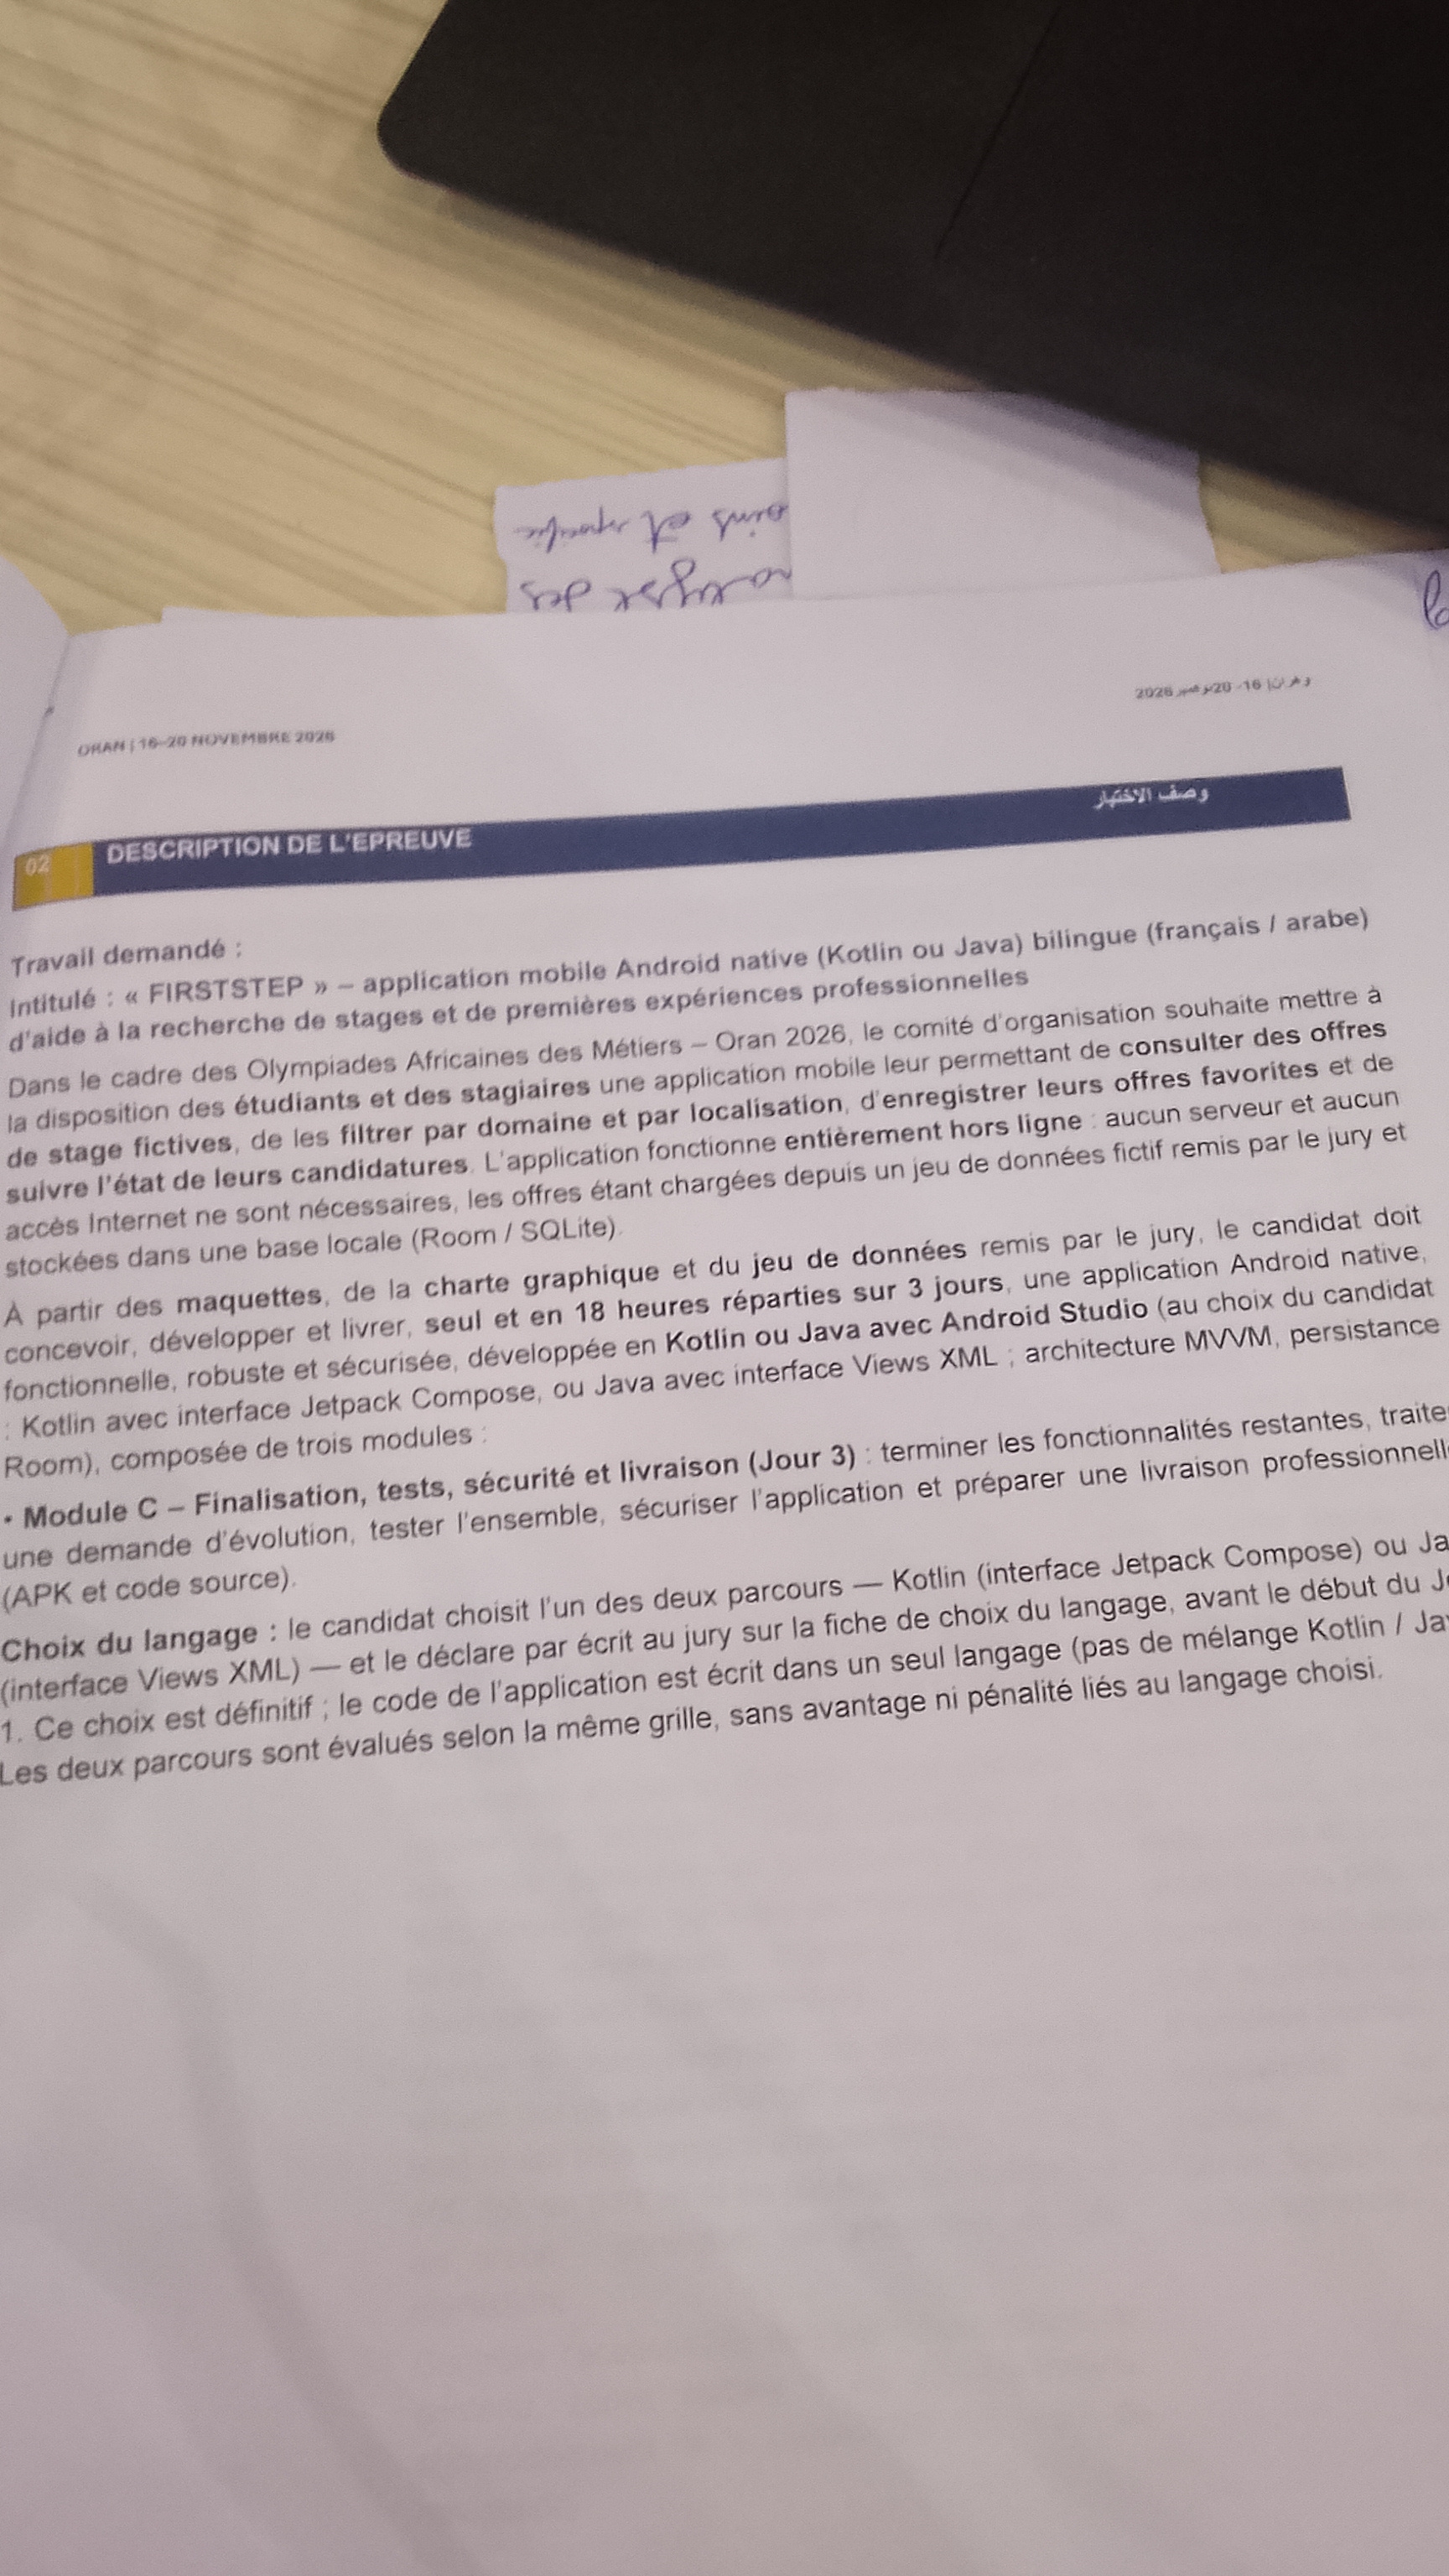 ains et
des
ORAN | 16–20 NOVEMBRE 2026
وهران| 16- 20نوفمبر 2026
02 DESCRIPTION DE L'EPREUVE
وصف الاختبار
Travail demandé :
Intitulé : « FIRSTSTEP » – application mobile Android native (Kotlin ou Java) bilingue (français / arabe)
d'aide à la recherche de stages et de premières expériences professionnelles
Dans le cadre des Olympiades Africaines des Métiers – Oran 2026, le comité d'organisation souhaite mettre à
la disposition des étudiants et des stagiaires une application mobile leur permettant de consulter des offres
de stage fictives, de les filtrer par domaine et par localisation, d'enregistrer leurs offres favorites et de
suivre l'état de leurs candidatures. L'application fonctionne entièrement hors ligne : aucun serveur et aucun
accès Internet ne sont nécessaires, les offres étant chargées depuis un jeu de données fictif remis par le jury et
stockées dans une base locale (Room / SQLite).
À partir des maquettes, de la charte graphique et du jeu de données remis par le jury, le candidat doit
concevoir, développer et livrer, seul et en 18 heures réparties sur 3 jours, une application Android native,
fonctionnelle, robuste et sécurisée, développée en Kotlin ou Java avec Android Studio (au choix du candidat
: Kotlin avec interface Jetpack Compose, ou Java avec interface Views XML ; architecture MVVM, persistance
Room), composée de trois modules :
• Module C – Finalisation, tests, sécurité et livraison (Jour 3) : terminer les fonctionnalités restantes, traite
une demande d'évolution, tester l'ensemble, sécuriser l'application et préparer une livraison professionnell
(APK et code source).
Choix du langage : le candidat choisit l'un des deux parcours — Kotlin (interface Jetpack Compose) ou Ja
(interface Views XML) — et le déclare par écrit au jury sur la fiche de choix du langage, avant le début du Jo
1. Ce choix est définitif ; le code de l'application est écrit dans un seul langage (pas de mélange Kotlin / Jav
Les deux parcours sont évalués selon la même grille, sans avantage ni pénalité liés au langage choisi.